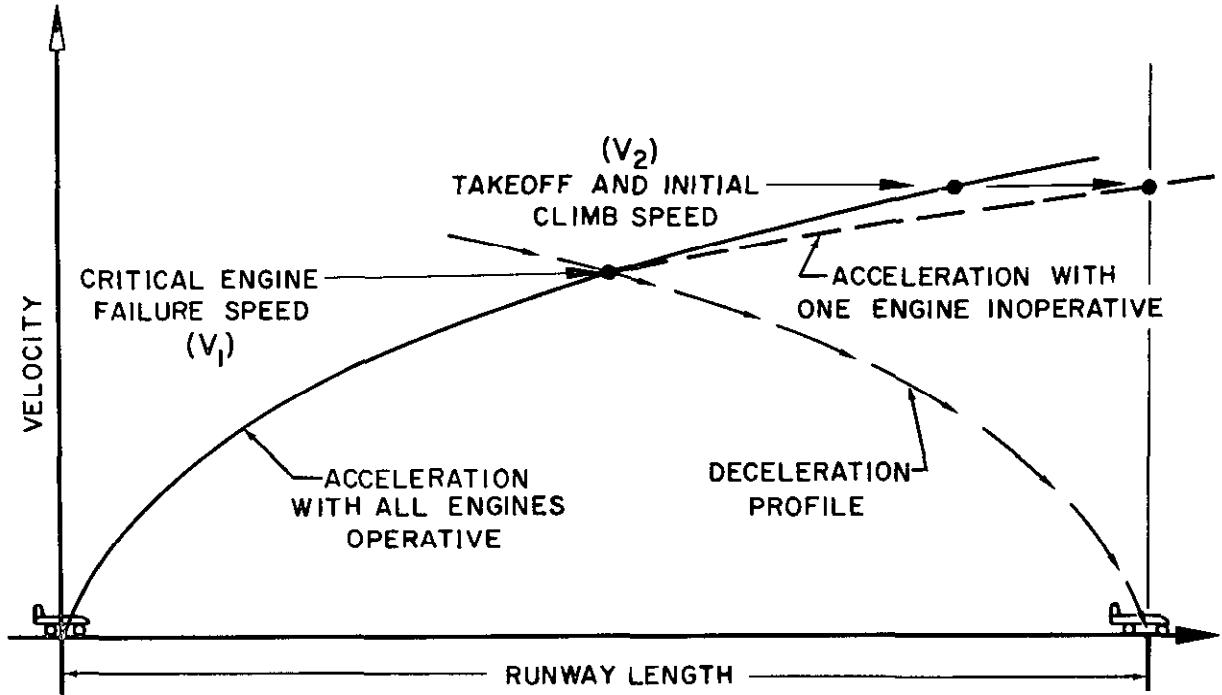 (V₂)
TAKEOFF AND INITIAL
CLIMB SPEED
CRITICAL ENGINE
FAILURE SPEED
(V₁)
ACCELERATION WITH
ONE ENGINE INOPERATIVE
VELOCITY
ACCELERATION
WITH ALL ENGINES
OPERATIVE
DECELERATION
PROFILE
RUNWAY LENGTH